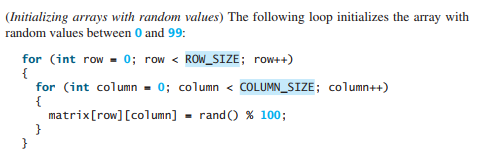 (Initializing arrays with random values) The following loop initializes the array with
random values between 0 and 99:
for (int row = 0; row < ROW_SIZE; row++)
{
for (int column = 0; column < COLUMN_SIZE; column++)
{
matrix[row][column] = rand() % 100;
}
}